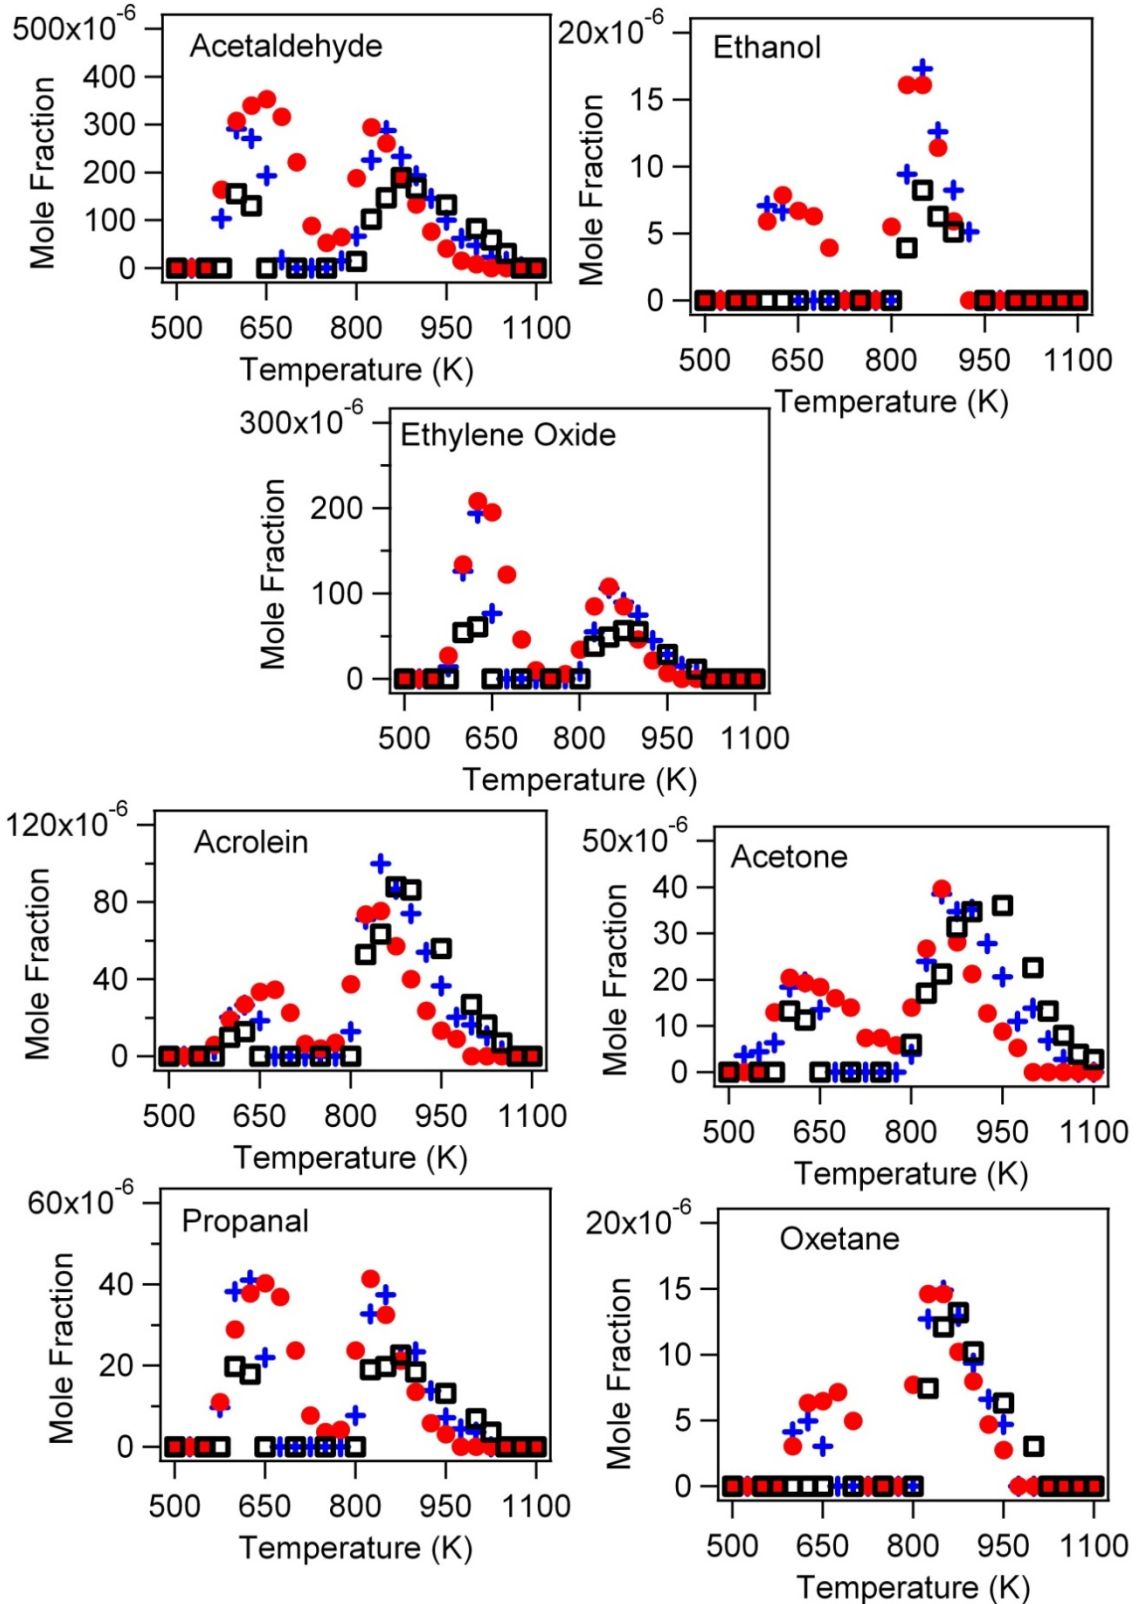 500x10-6
Acetaldehyde
400
300
200
100
0
Mole Fraction
500 650 800 950 1100
Temperature (K)
20x10-6
Ethanol
15
10
5
0
Mole Fraction
500 650 800 950 1100
Temperature (K)
300x10-6
Ethylene Oxide
200
100
0
Mole Fraction
500 650 800 950 1100
Temperature (K)
120x10-6
Acrolein
80
40
0
Mole Fraction
500 650 800 950 1100
Temperature (K)
50x10-6
Acetone
40
30
20
10
0
Mole Fraction
500 650 800 950 1100
Temperature (K)
60x10-6
Propanal
40
20
0
Mole Fraction
500 650 800 950 1100
Temperature (K)
20x10-6
Oxetane
15
10
5
0
Mole Fraction
500 650 800 950 1100
Temperature (K)